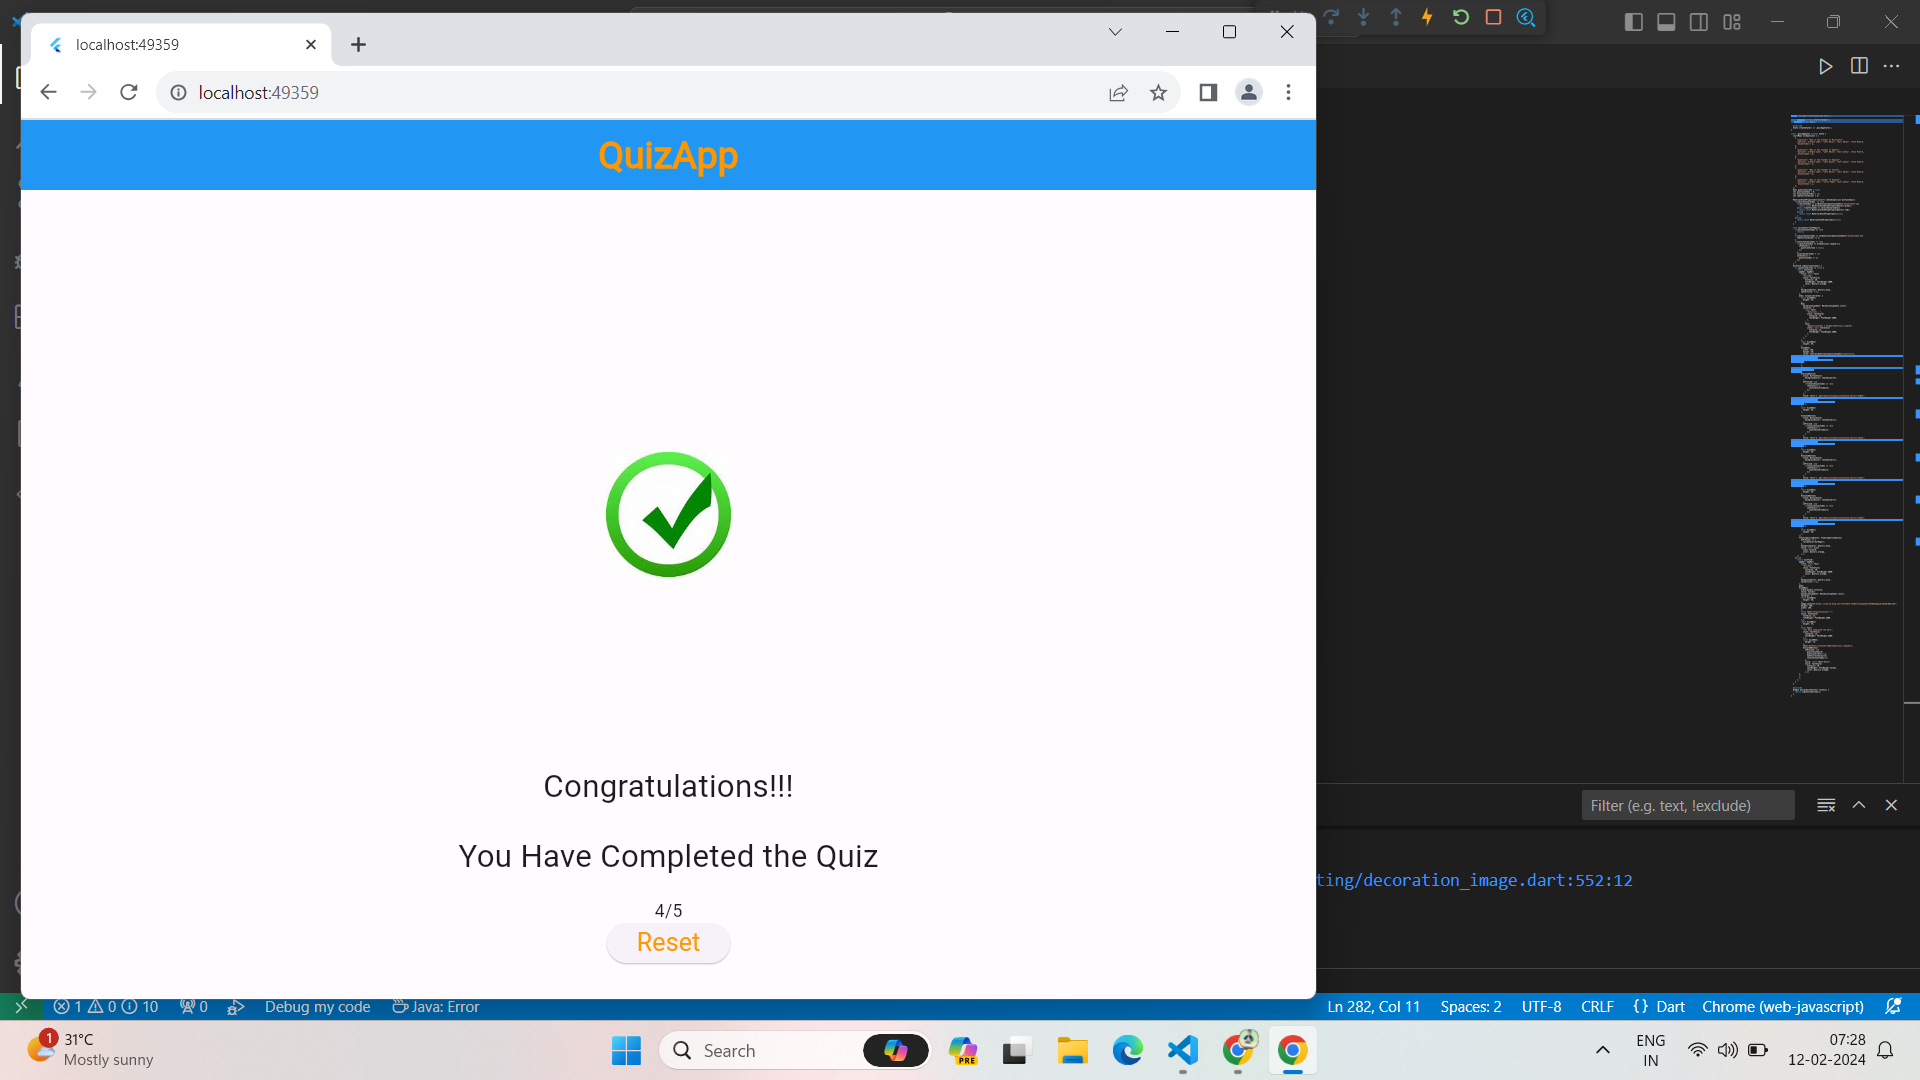 localhost:49359
localhost:49359
QuizApp
Congratulations!!!
You Have Completed the Quiz
4/5
Reset
Filter (e.g. text, !exclude)
ting/decoration_image.dart:552:12
1 0 10 0 Debug my code Java: Error Ln 282, Col 11 Spaces: 2 UTF-8 CRLF {} Dart Chrome (web-javascript)
1 31°C
Mostly sunny
Search
PRE
ENG
IN
07:28
12-02-2024